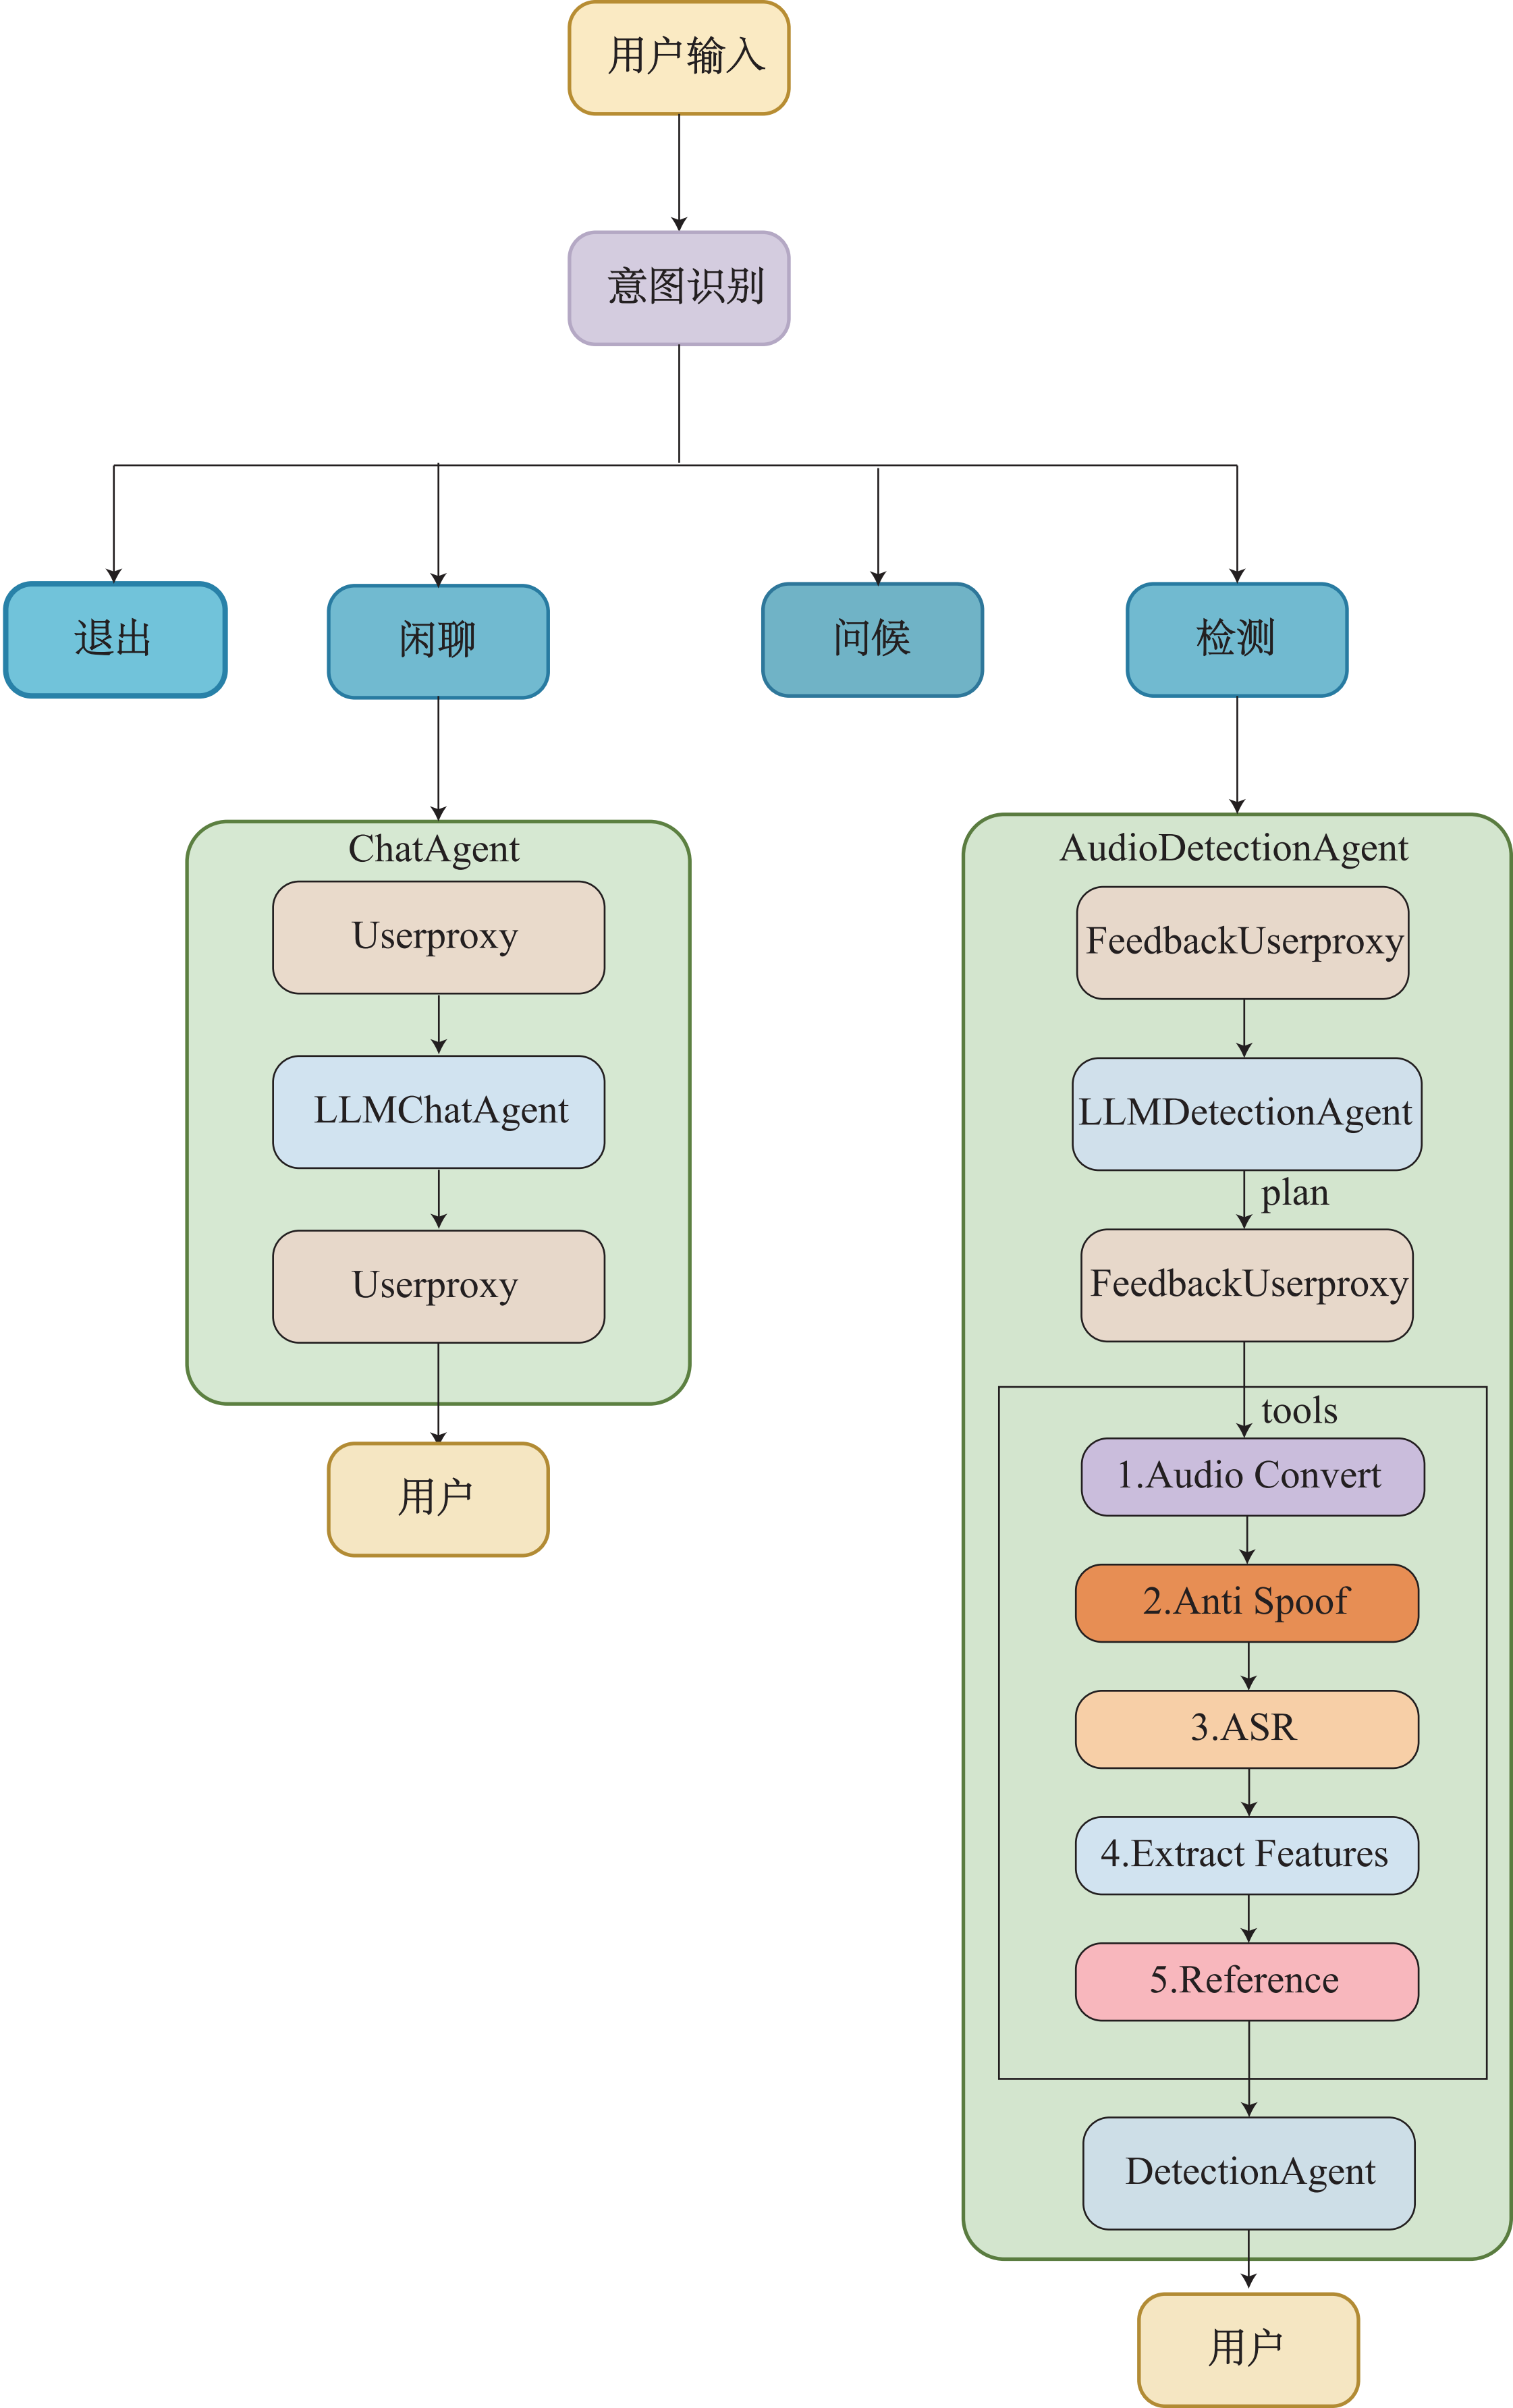 用户输入
意图识别
退出
闲聊
问候
检测
ChatAgent
Userproxy
LLMChatAgent
Userproxy
用户
AudioDetectionAgent
FeedbackUserproxy
LLMDetectionAgent
plan
FeedbackUserproxy
tools
1.Audio Convert
2.Anti Spoof
3.ASR
4.Extract Features
5.Reference
DetectionAgent
用户